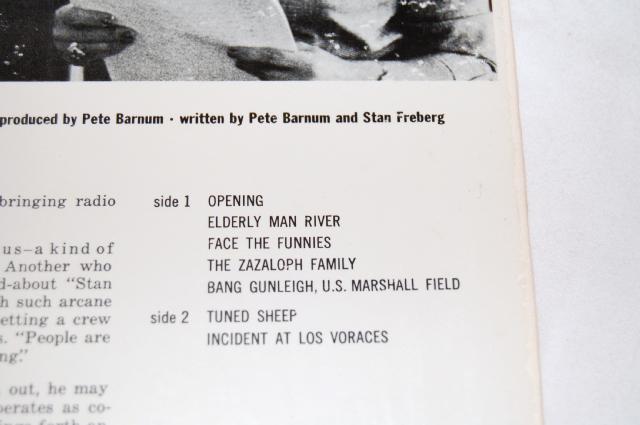 produced by Pete Barnum · written by Pete Barnum and Stan Freberg
bringing radio
us—a kind of
Another who
d-about "Stan
h such arcane
etting a crew
s. "People are
ng."
out, he may
perates as co-
side 1 OPENING
ELDERLY MAN RIVER
FACE THE FUNNIES
THE ZAZALOPH FAMILY
BANG GUNLEIGH, U.S. MARSHALL FIELD
side 2 TUNED SHEEP
INCIDENT AT LOS VORACES